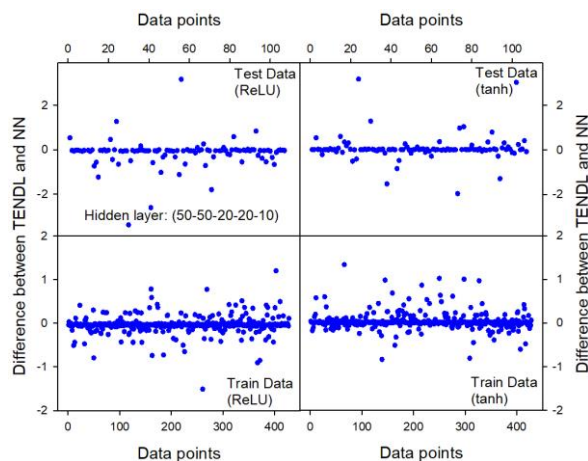 Data points Data points
0 20 40 60 80 100 0 20 40 60 80 100
Test Data Test Data
(ReLU) (tanh)
2 2
0 0
-2 -2
Hidden layer: (50-50-20-20-10)
2 2
1 1
0 0
-1 -1
Train Data Train Data
(ReLU) (tanh)
-2 -2
0 100 200 300 400 0 100 200 300 400
Data points Data points
Difference between TENDL and NN
Difference between TENDL and NN